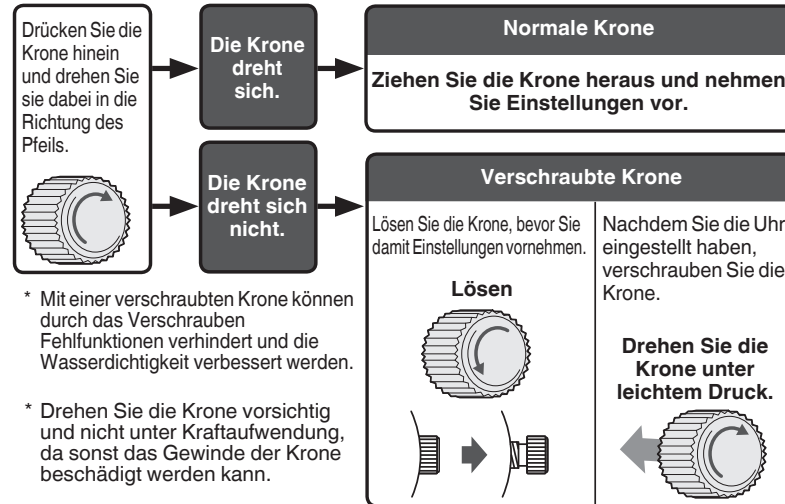 Drücken Sie die
Krone hinein
und drehen Sie
sie dabei in die
Richtung des
Pfeils.
Die Krone
dreht
sich.
Normale Krone
Ziehen Sie die Krone heraus und nehmen
Sie Einstellungen vor.
Die Krone
dreht sich
nicht.
Verschraubte Krone
Lösen Sie die Krone, bevor Sie
damit Einstellungen vornehmen.
Lösen
Nachdem Sie die Uhr
eingestellt haben,
verschrauben Sie die
Krone.
Drehen Sie die
Krone unter
leichtem Druck.
* Mit einer verschraubten Krone können
durch das Verschrauben
Fehlfunktionen verhindert und die
Wasserdichtigkeit verbessert werden.
* Drehen Sie die Krone vorsichtig
und nicht unter Kraftaufwendung,
da sonst das Gewinde der Krone
beschädigt werden kann.